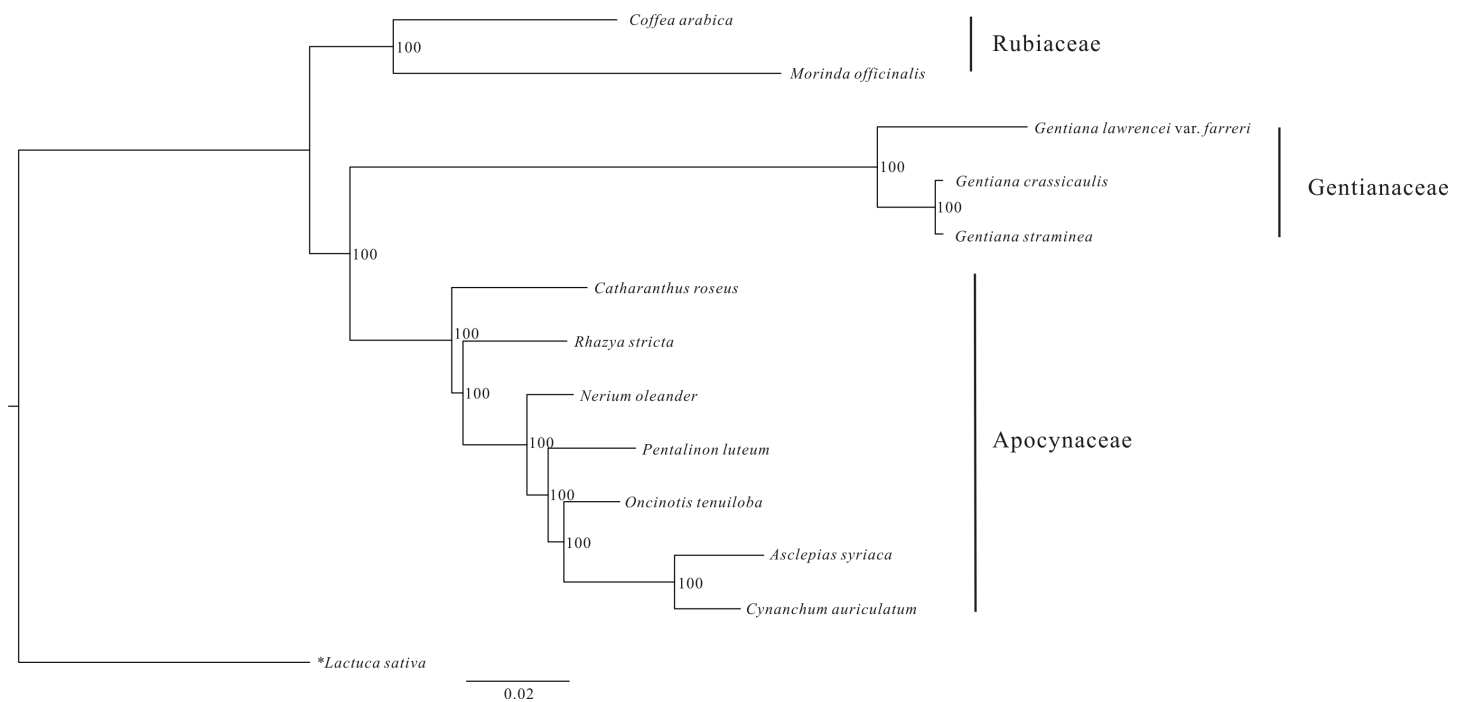 Coffea arabica
100
Rubiaceae
Morinda officinalis
Gentiana lawrencei var. farreri
100
Gentiana crassicaulis
Gentianaceae
100
Gentiana straminea
100
Catharanthus roseus
100
Rhazya stricta
100
Nerium oleander
Apocynaceae
100
Pentalinon luteum
100
Oncinotis tenuiloba
100
Asclepias syriaca
100
Cynanchum auriculatum
*Lactuca sativa
0.02